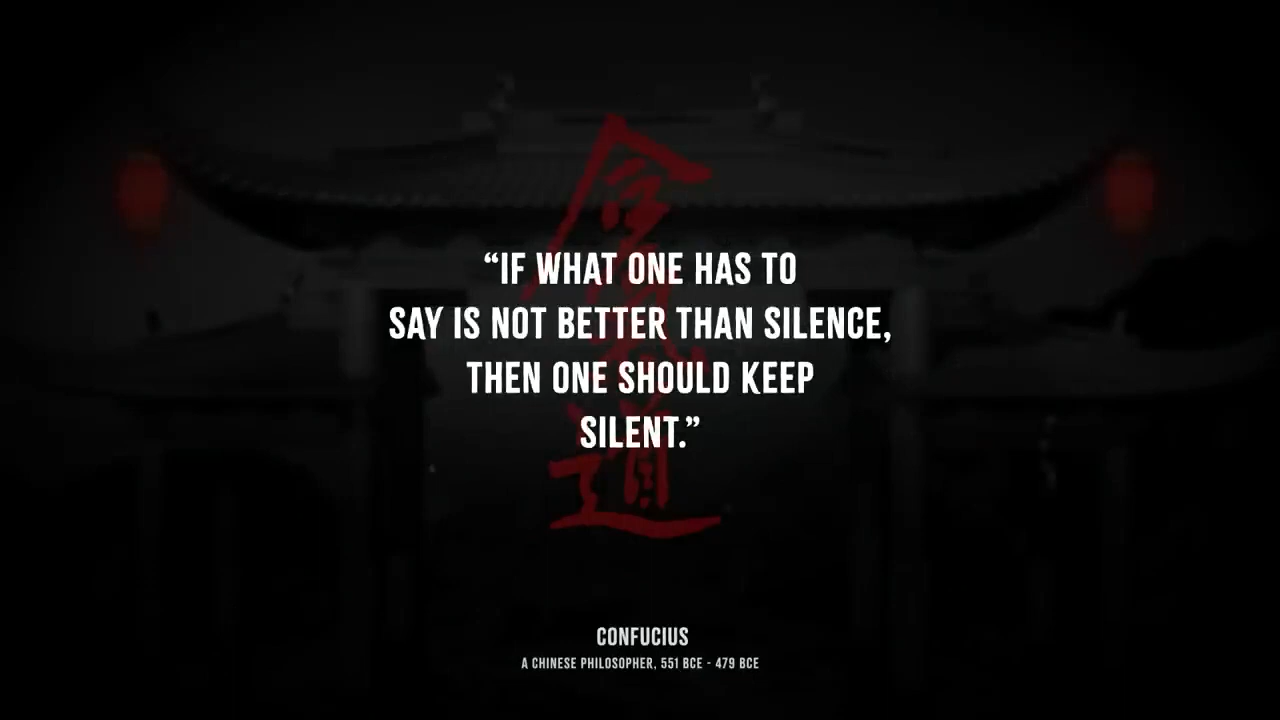 “IF WHAT ONE HAS TO
SAY IS NOT BETTER THAN SILENCE,
THEN ONE SHOULD KEEP
SILENT.”
道
CONFUCIUS
A CHINESE PHILOSOPHER, 551 BCE - 479 BCE